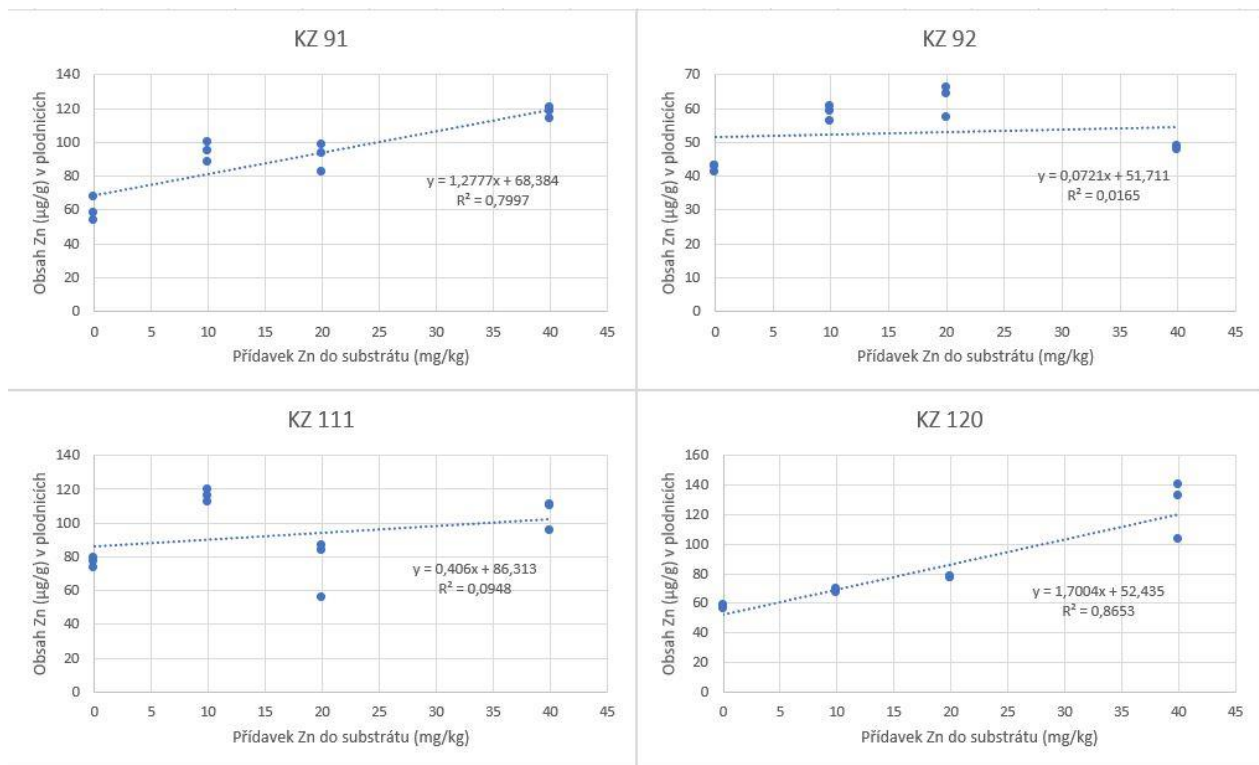 KZ 91
Obsah Zn (µg/g) v plodnicích
140
120
100
80
60
40
20
0
y = 1,2777x + 68,384
R² = 0,7997
0 5 10 15 20 25 30 35 40 45
Přídavek Zn do substrátu (mg/kg)
KZ 92
Obsah Zn (µg/g) v plodnicích
70
60
50
40
30
20
10
0
y = 0,0721x + 51,711
R² = 0,0165
0 5 10 15 20 25 30 35 40 45
Přídavek Zn do substrátu (mg/kg)
KZ 111
Obsah Zn (µg/g) v plodnicích
140
120
100
80
60
40
20
0
y = 0,406x + 86,313
R² = 0,0948
0 5 10 15 20 25 30 35 40 45
Přídavek Zn do substrátu (mg/kg)
KZ 120
Obsah Zn (µg/g) v plodnicích
160
140
120
100
80
60
40
20
0
y = 1,7004x + 52,435
R² = 0,8653
0 5 10 15 20 25 30 35 40 45
Přídavek Zn do substrátu (mg/kg)